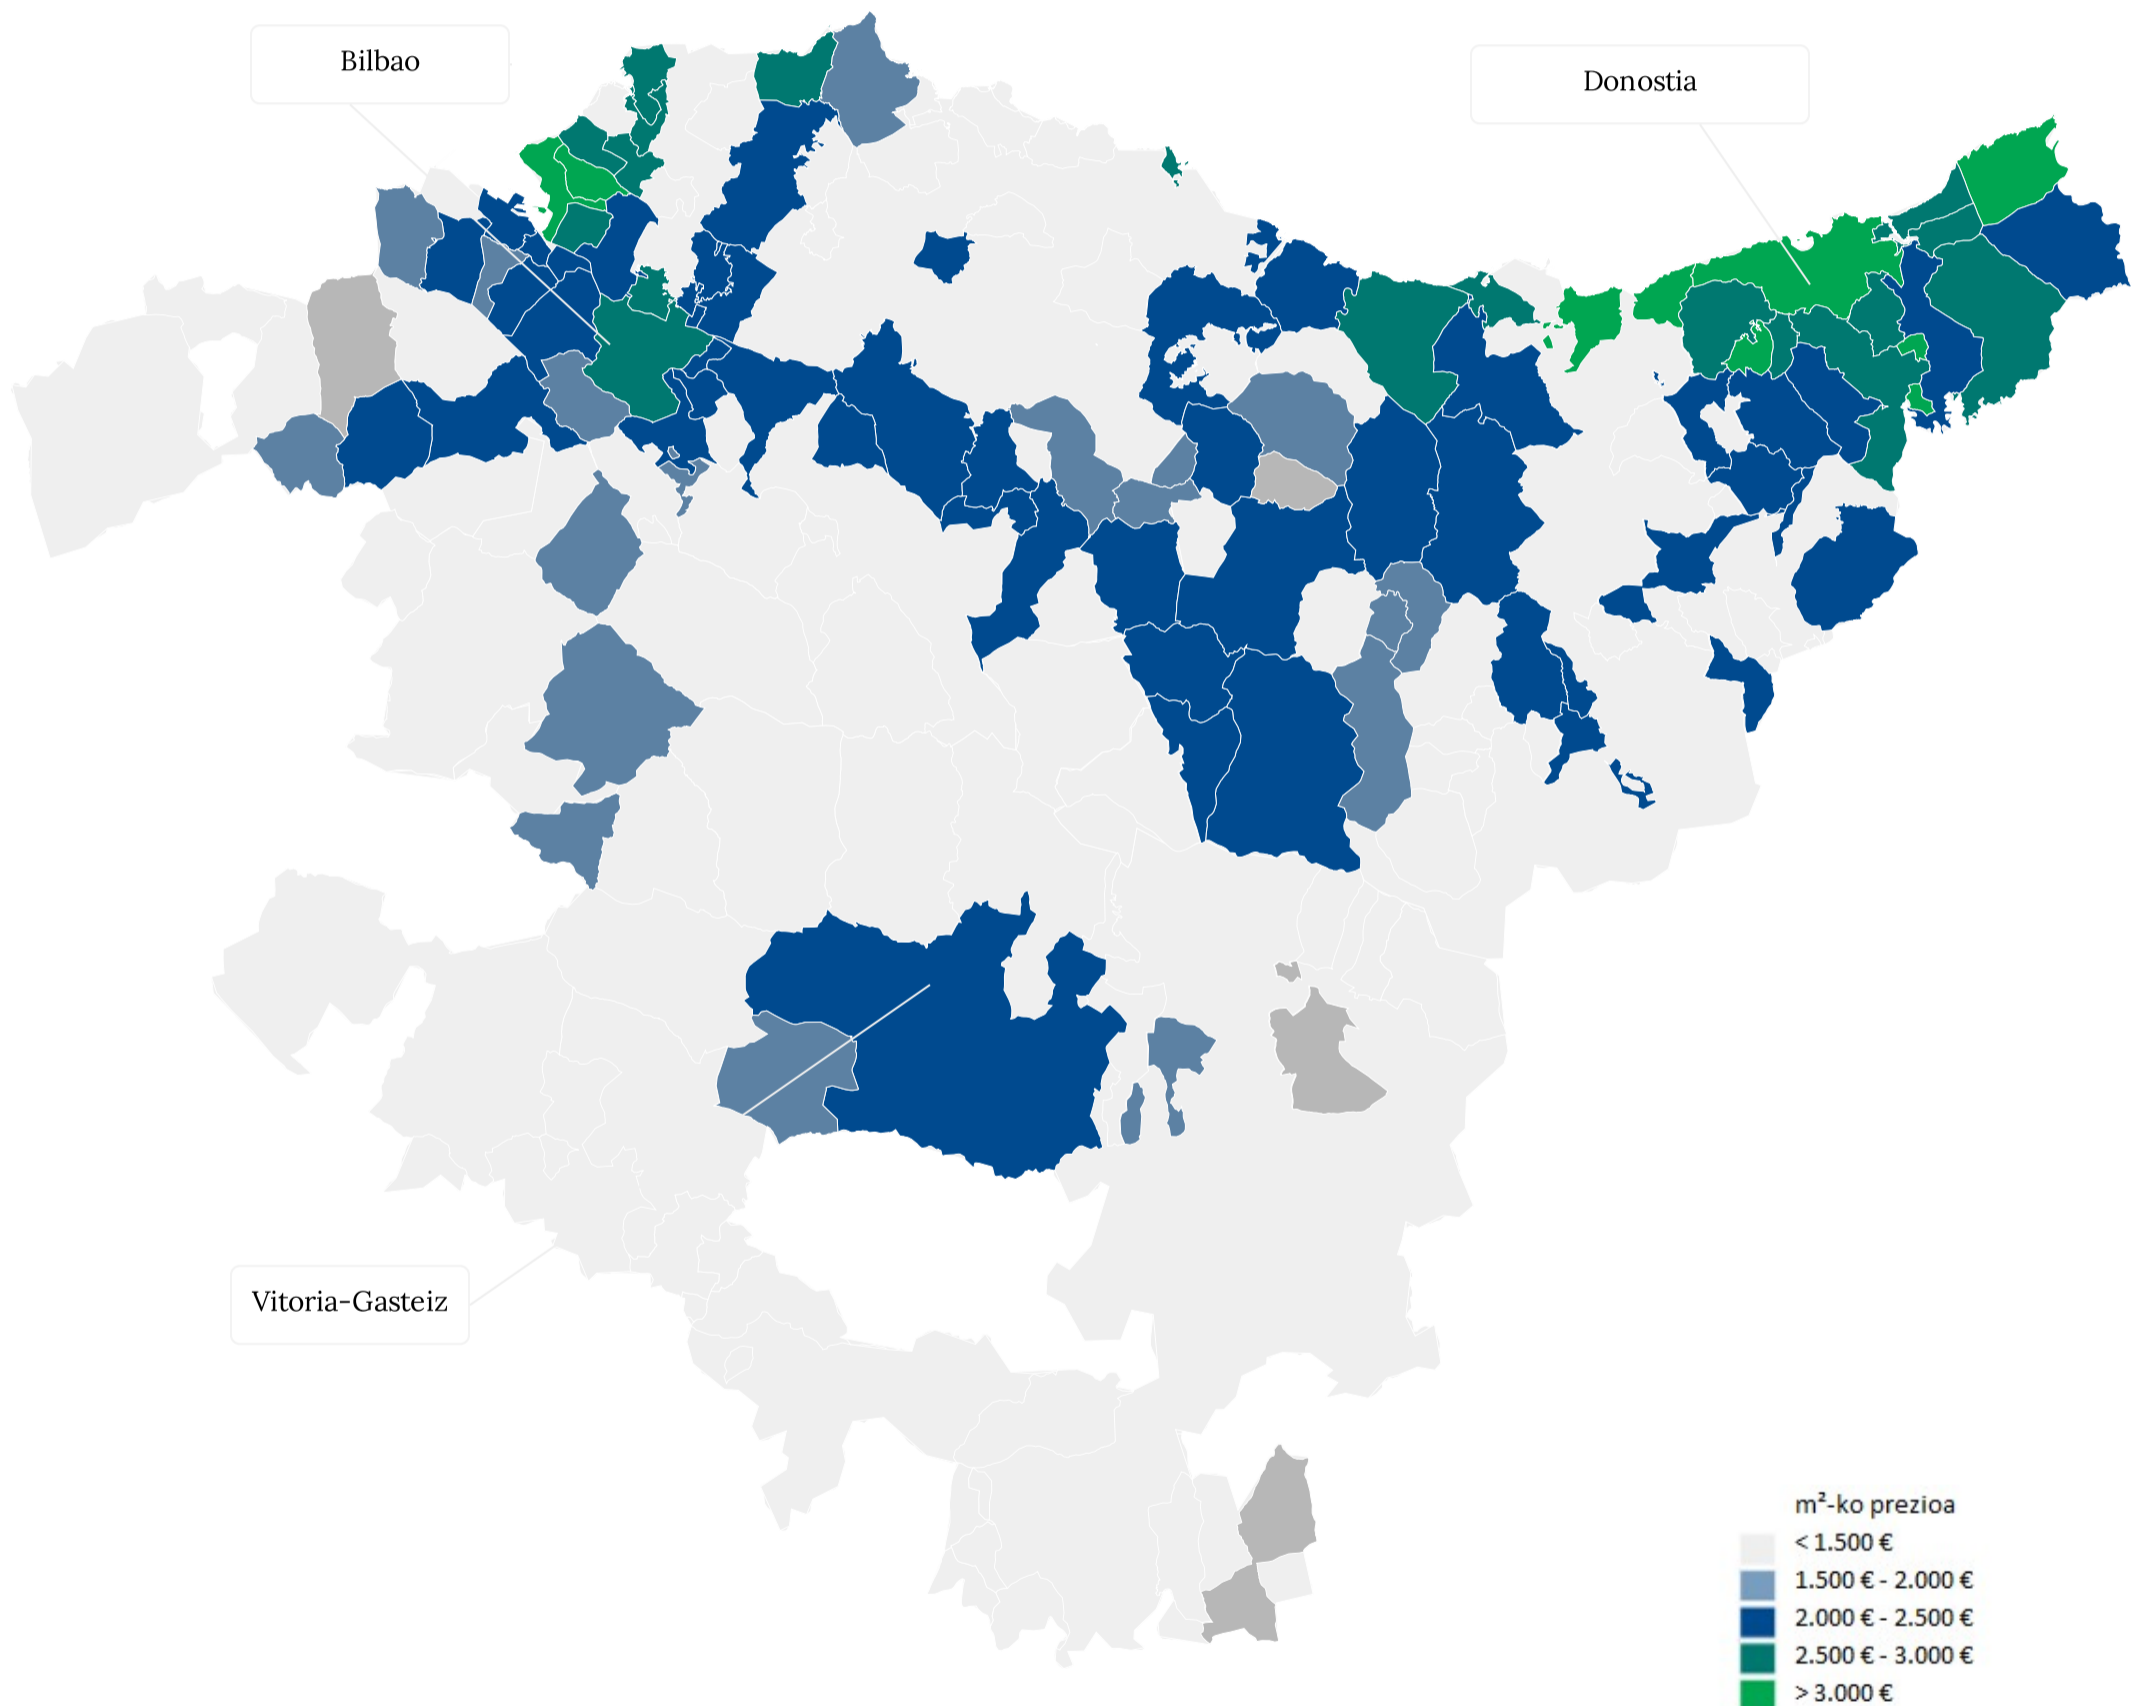 Bilbao
Donostia
Vitoria-Gasteiz
m²-ko prezioa
< 1.500 €
1.500 € - 2.000 €
2.000 € - 2.500 €
2.500 € - 3.000 €
> 3.000 €